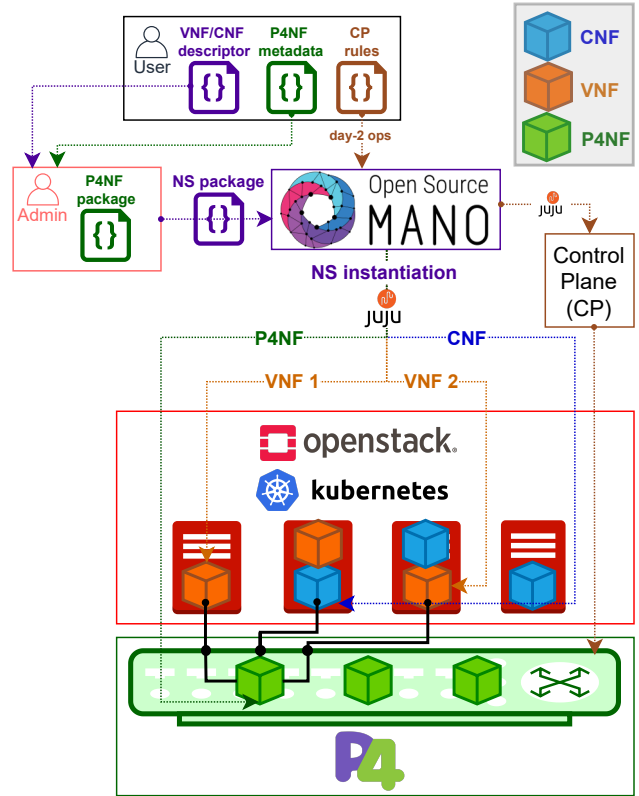 User
VNF/CNF
descriptor
{}
P4NF
metadata
{}
CP
rules
{}
CNF
VNF
P4NF
day-2 ops
Admin
P4NF
package
{}
NS package
{}
Open Source
MANO
JUJU
Control
Plane
(CP)
NS instantiation
JUJU
P4NF
CNF
VNF 1
VNF 2
openstack.
kubernetes
P4